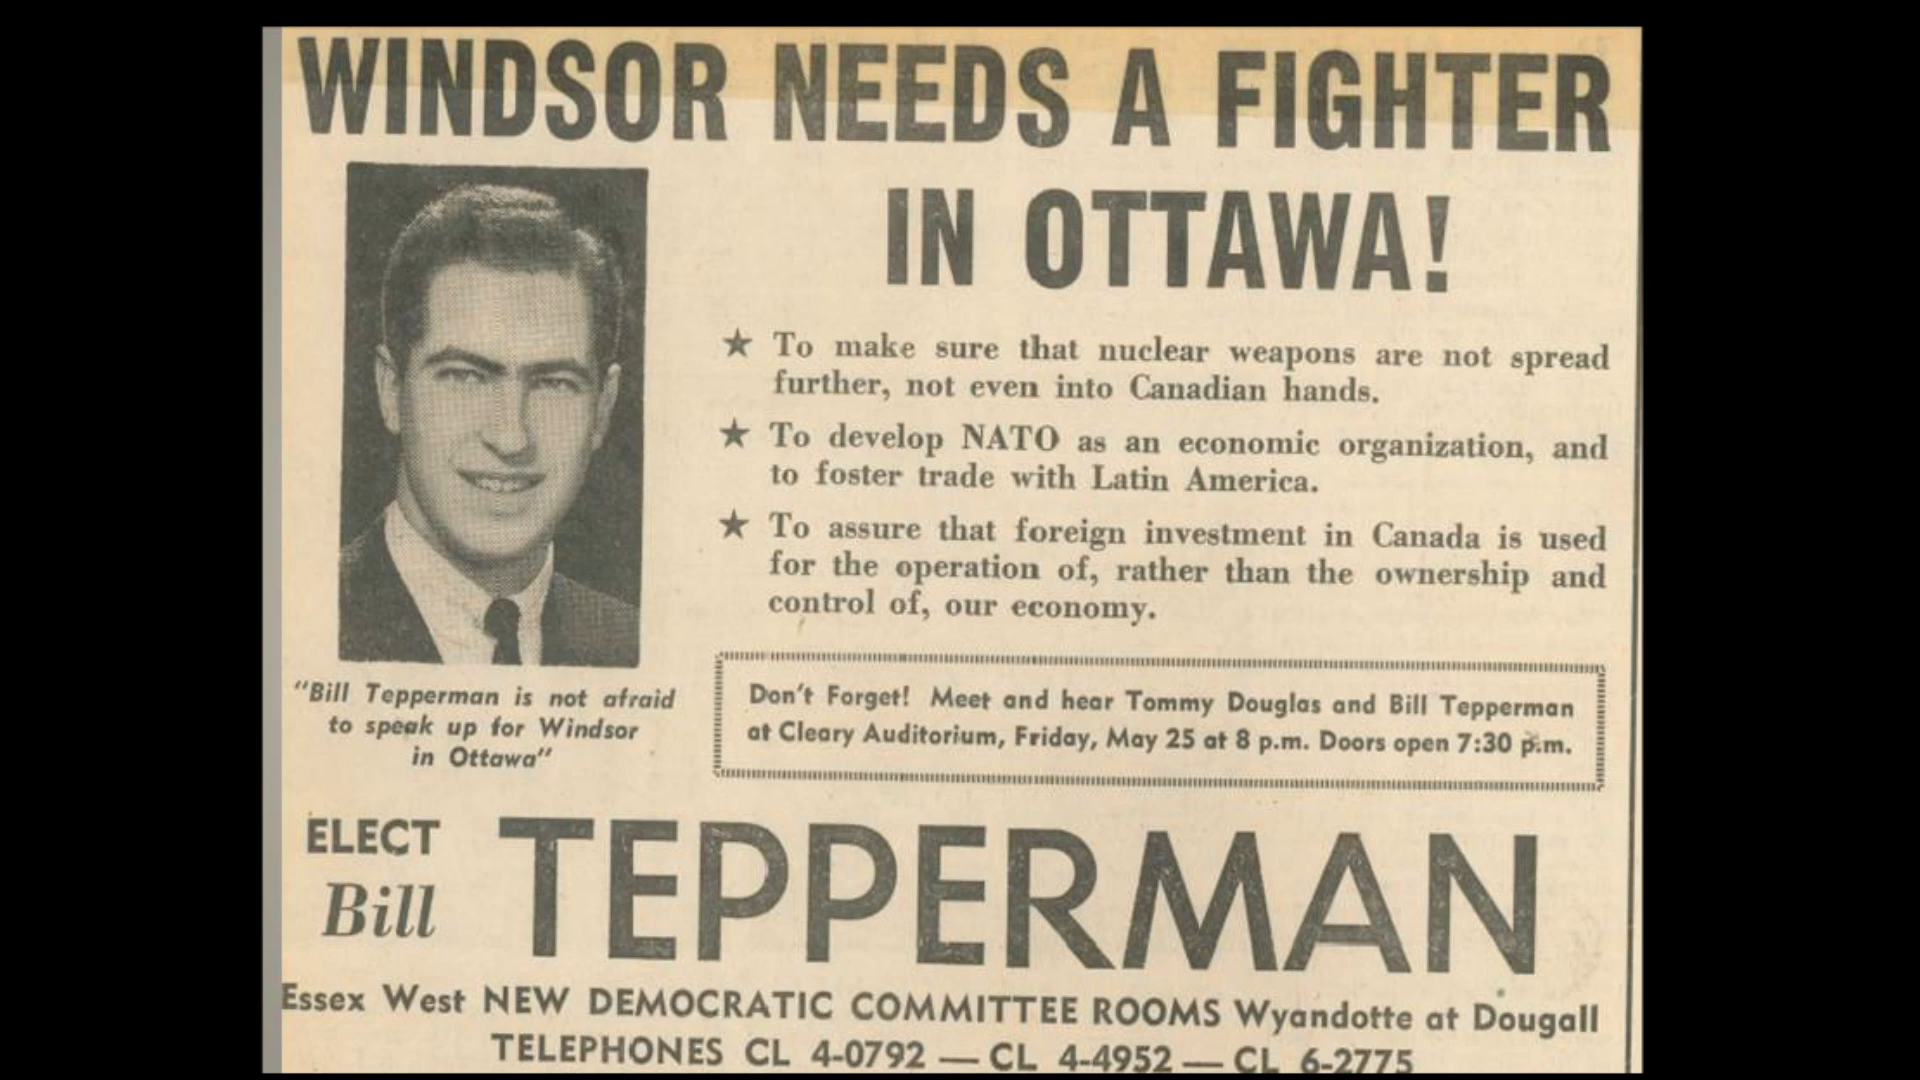 WINDSOR NEEDS A FIGHTER
IN OTTAWA!
★ To make sure that nuclear weapons are not spread
further, not even into Canadian hands.
★ To develop NATO as an economic organization, and
to foster trade with Latin America.
★ To assure that foreign investment in Canada is used
for the operation of, rather than the ownership and
control of, our economy.
"Bill Tepperman is not afraid
to speak up for Windsor
in Ottawa"
Don't Forget! Meet and hear Tommy Douglas and Bill Tepperman
at Cleary Auditorium, Friday, May 25 at 8 p.m. Doors open 7:30 p.m.
ELECT
Bill
TEPPERMAN
Essex West NEW DEMOCRATIC COMMITTEE ROOMS Wyandotte at Dougall
TELEPHONES CL 4-0792 — CL 4-4952 — CL 6-2775